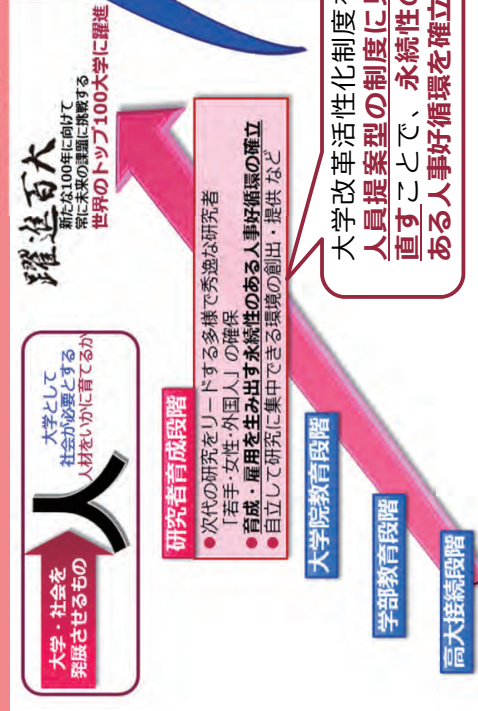 大学・社会を
発展させるもの
大学として
社会が必要とする
人材をいかに育てるか
躍進百大
新たな100年に向けて
常に未来の課題に挑戦する
世界のトップ100大学に躍進
研究者育成段階
●次代の研究をリードする多様で秀逸な研究者
「若手・女性・外国人」の確保
●育成・雇用を生み出す永続性のある人事好循環の確立
●自立して研究に集中できる環境の創出・提供 など
大学院教育段階
学部教育段階
高大接続段階
大学改革活性化制度
人員提案型の制度に
直すことで、永続性の
ある人事好循環を確立